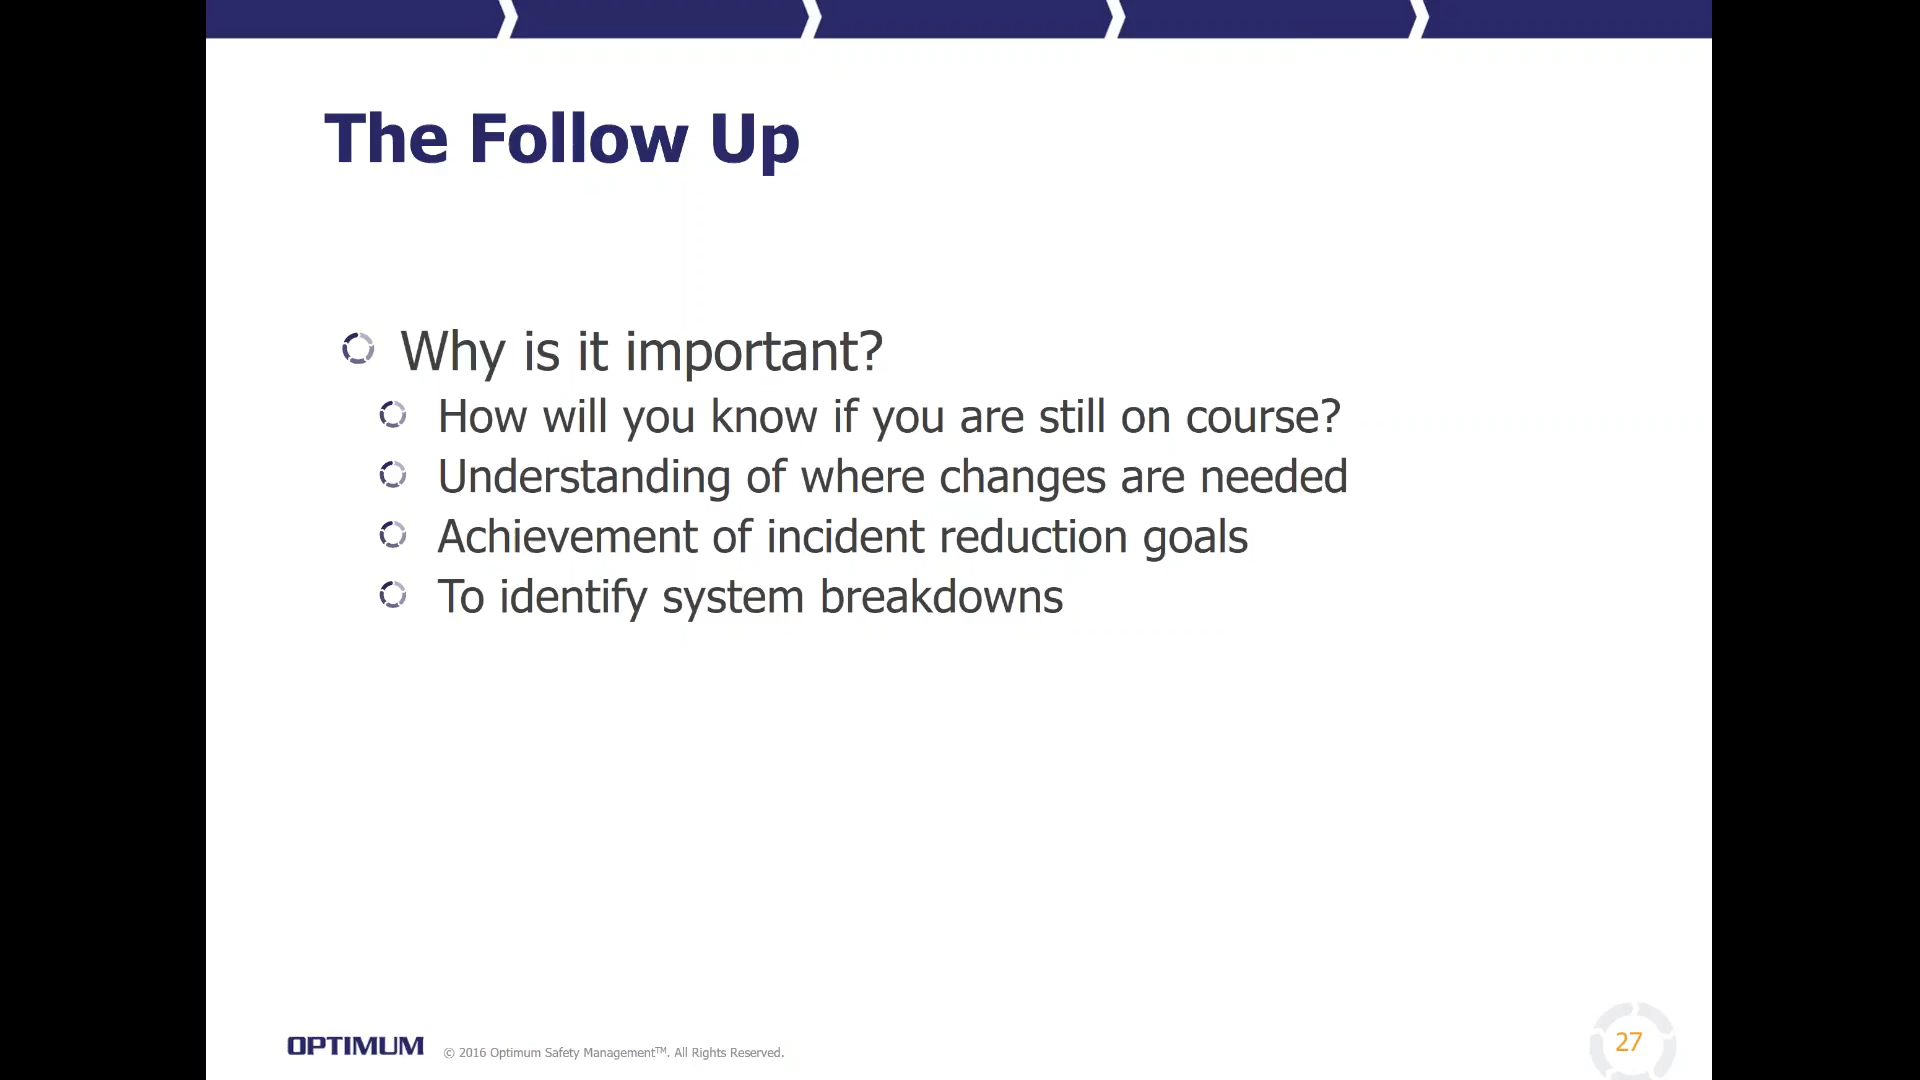 The Follow Up
Why is it important?
How will you know if you are still on course?
Understanding of where changes are needed
Achievement of incident reduction goals
To identify system breakdowns
OPTIMUM © 2016 Optimum Safety Management™. All Rights Reserved.
27